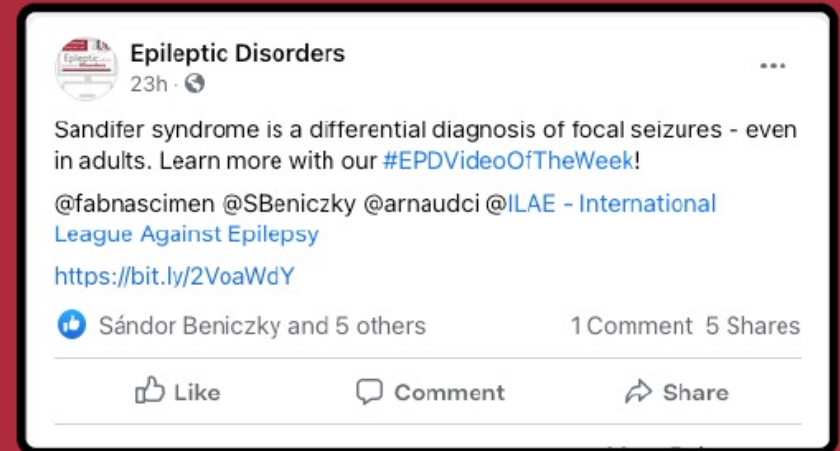 Epileptic Disorders
23h ·
Sandifer syndrome is a differential diagnosis of focal seizures - even
in adults. Learn more with our #EPDVideoOfTheWeek!
@fabnascimen @SBeniczky @arnaudci @ILAE - International
League Against Epilepsy
https://bit.ly/2VoaWdY
Sándor Beniczky and 5 others 1 Comment 5 Shares
Like Comment Share